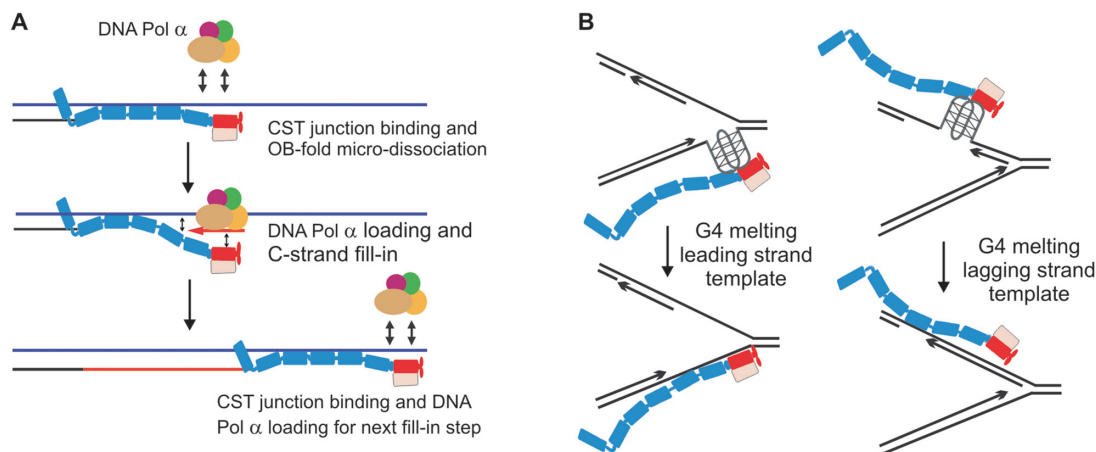 A
DNA Pol α
CST junction binding and
OB-fold micro-dissociation
DNA Pol α loading and
C-strand fill-in
CST junction binding and DNA
Pol α loading for next fill-in step
B
G4 melting
leading strand
template
G4 melting
lagging strand
template